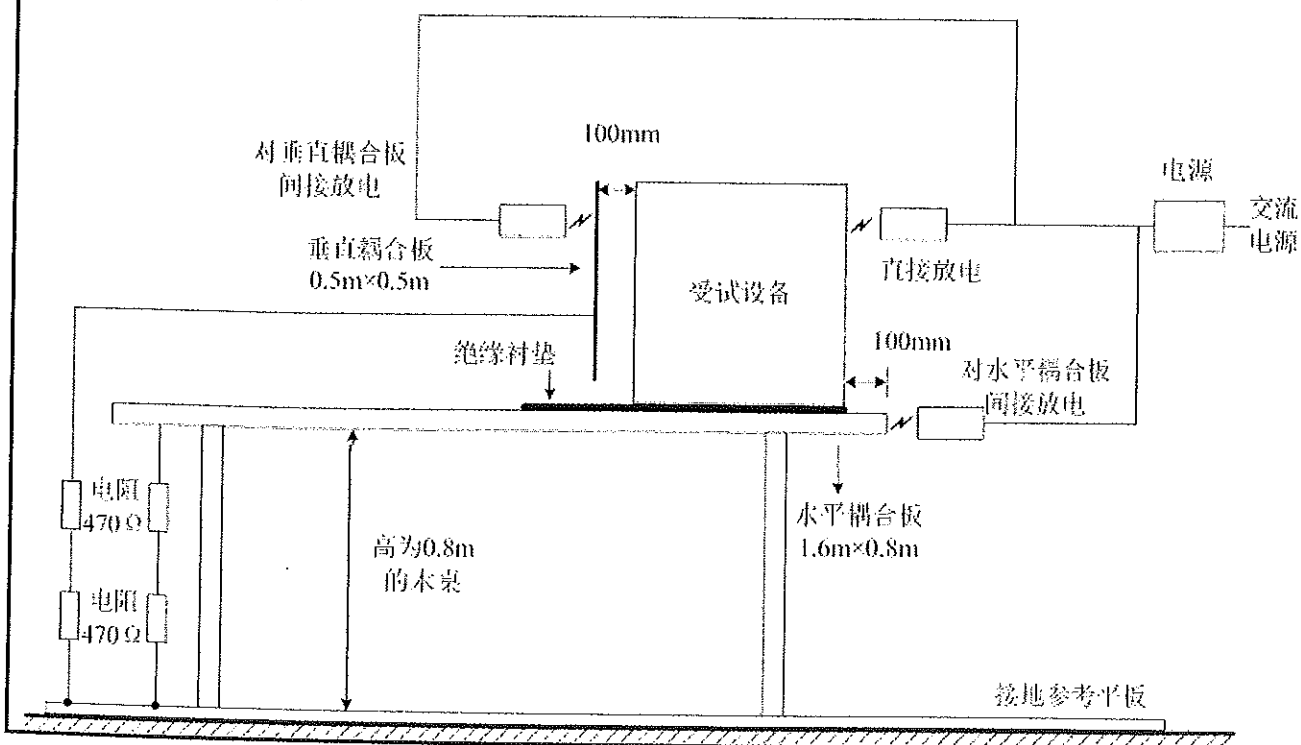 100mm
对垂直耦合板
间接放电
电源
交流
电源
垂直耦合板
0.5m×0.5m
直接放电
受试设备
100mm
绝缘衬垫
对水平耦合板
间接放电
电阻
470Ω
水平耦合板
1.6m×0.8m
高为0.8m
的木桌
电阻
470Ω
接地参考平板